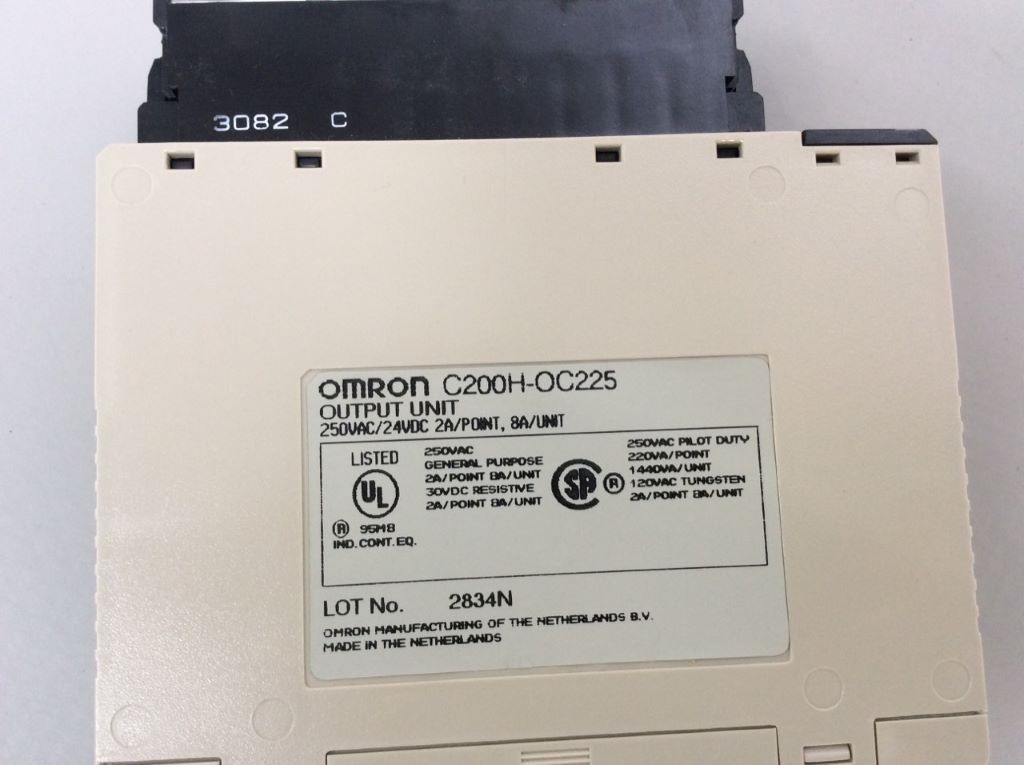 3082 C
OMRON C200H-OC225
OUTPUT UNIT
250VAC/24VDC 2A/POINT, 8A/UNIT
LISTED
UL
® 95M8
IND.CONT.EQ.
250VAC
GENERAL PURPOSE
2A/POINT 8A/UNIT
30VDC RESISTIVE
2A/POINT 8A/UNIT
SP ®
250VAC PILOT DUTY
220VA/POINT
1440VA/UNIT
120VAC TUNGSTEN
2A/POINT 8A/UNIT
LOT No. 2834N
OMRON MANUFACTURING OF THE NETHERLANDS B.V.
MADE IN THE NETHERLANDS